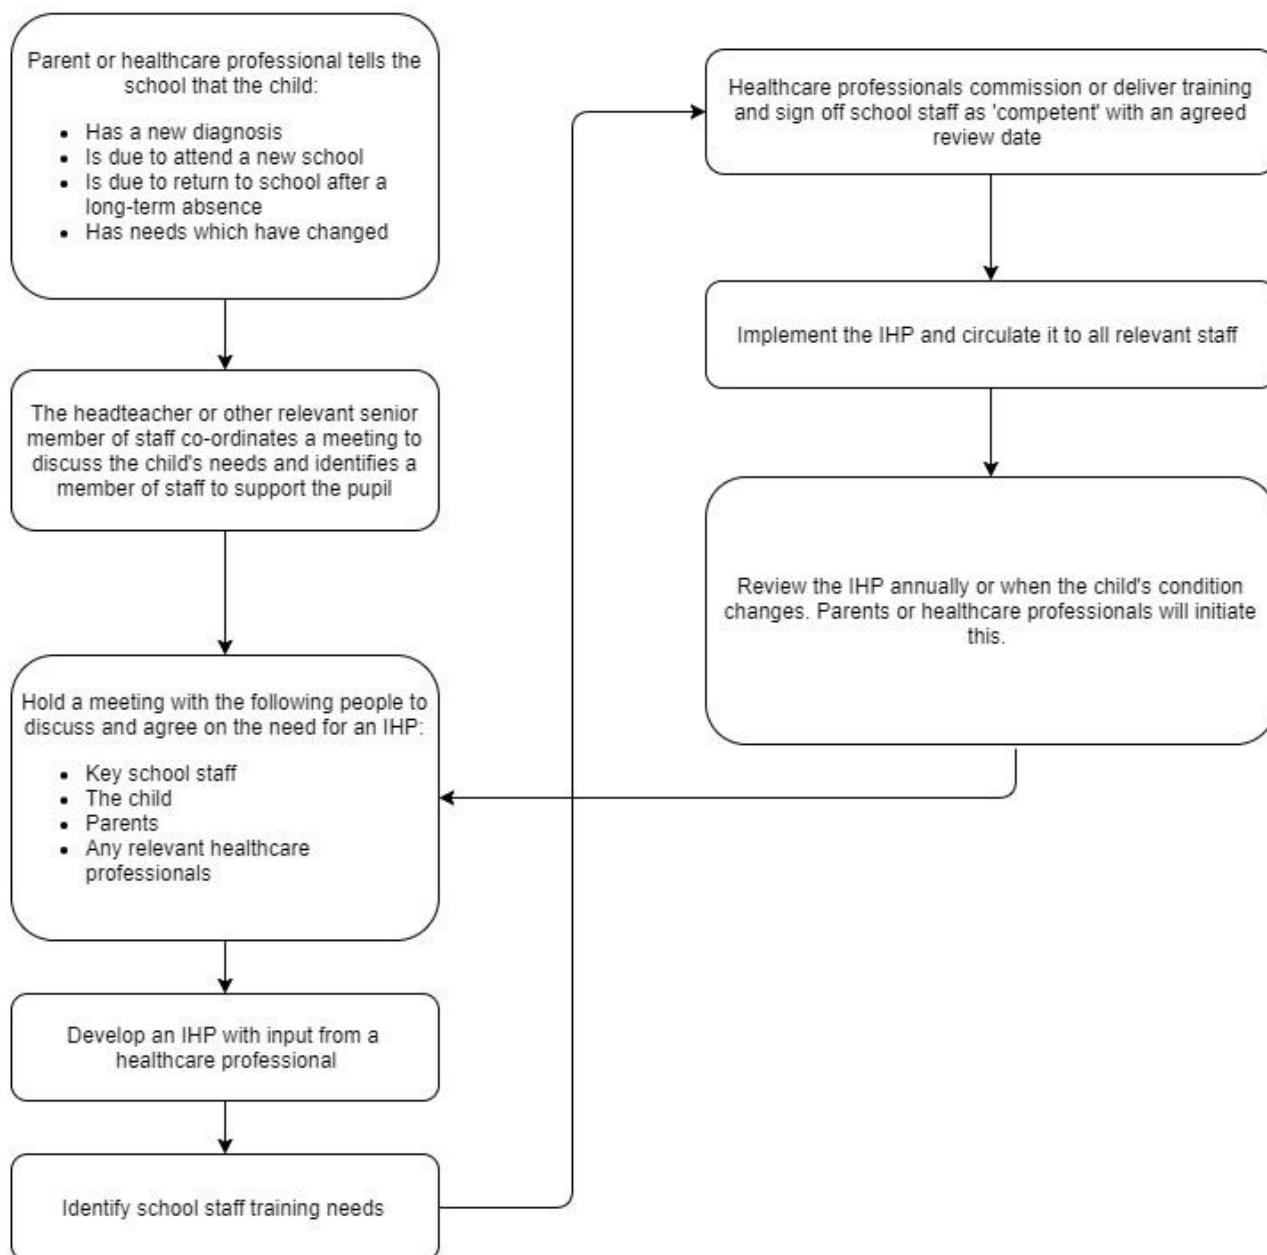 Parent or healthcare professional tells the
school that the child:
• Has a new diagnosis
• Is due to attend a new school
• Is due to return to school after a
long-term absence
• Has needs which have changed
The headteacher or other relevant senior
member of staff co-ordinates a meeting to
discuss the child's needs and identifies a
member of staff to support the pupil
Hold a meeting with the following people to
discuss and agree on the need for an IHP:
• Key school staff
• The child
• Parents
• Any relevant healthcare
professionals
Develop an IHP with input from a
healthcare professional
Identify school staff training needs
Healthcare professionals commission or deliver training
and sign off school staff as 'competent' with an agreed
review date
Implement the IHP and circulate it to all relevant staff
Review the IHP annually or when the child's condition
changes. Parents or healthcare professionals will initiate
this.